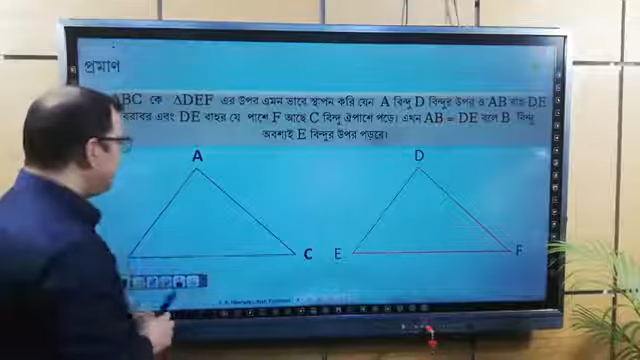 প্রমাণ
ABC কে ΔDEF এর উপর এমন ভাবে স্থাপন করি যেন A বিন্দু D বিন্দুর উপর ও AB বাহু DE
বরাবর এবং DE বাহুর যে পাশে F আছে C বিন্দু ঐপাশে পড়ে। এখন AB = DE বলে B বিন্দু
অবশ্যই E বিন্দুর উপর পড়বে।
A D
C E F